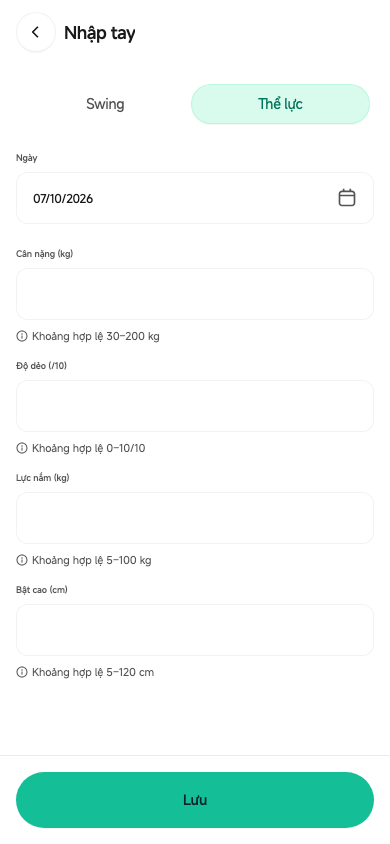 Nhập tay
Swing
Thể lực
Ngày
07/10/2026
Cân nặng (kg)
Khoảng hợp lệ 30–200 kg
Độ dẻo (/10)
Khoảng hợp lệ 0–10/10
Lực nắm (kg)
Khoảng hợp lệ 5–100 kg
Bật cao (cm)
Khoảng hợp lệ 5–120 cm
Lưu